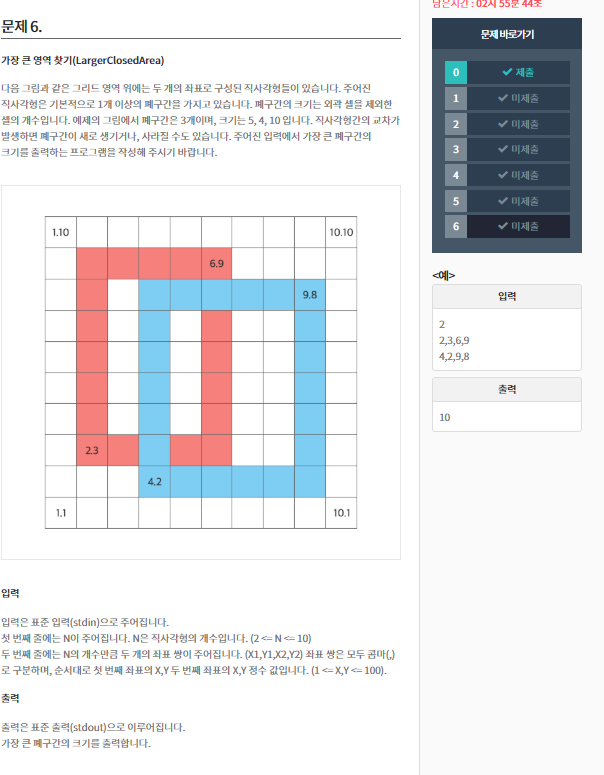 남은시간 : 02시 55분 44초
문제 6.
가장 큰 영역 찾기(LargerClosedArea)
다음 그림과 같은 그리드 영역 위에는 두 개의 좌표로 구성된 직사각형들이 있습니다. 주어진
직사각형은 기본적으로 1개 이상의 폐구간을 가지고 있습니다. 폐구간의 크기는 외곽 셀을 제외한
셀의 개수입니다. 예제의 그림에서 폐구간은 3개이며, 크기는 5, 4, 10 입니다. 직사각형간의 교차가
발생하면 폐구간이 새로 생기거나, 사라질 수도 있습니다. 주어진 입력에서 가장 큰 폐구간의
크기를 출력하는 프로그램을 작성해 주시기 바랍니다.
1.10
10.10
6.9
9.8
2.3
4.2
1.1
10.1
입력
입력은 표준 입력(stdin)으로 주어집니다.
첫 번째 줄에는 N이 주어집니다. N은 직사각형의 개수입니다. (2 <= N <= 10)
두 번째 줄에는 N의 개수만큼 두 개의 좌표 쌍이 주어집니다. (X1,Y1,X2,Y2) 좌표 쌍은 모두 콤마(,)
로 구분하며, 순서대로 첫 번째 좌표의 X,Y 두 번째 좌표의 X,Y 정수 값입니다. (1 <= X,Y <= 100).
출력
출력은 표준 출력(stdout)으로 이루어집니다.
가장 큰 폐구간의 크기를 출력합니다.
문제 바로가기
0 ✔ 제출
1 ✔ 미제출
2 ✔ 미제출
3 ✔ 미제출
4 ✔ 미제출
5 ✔ 미제출
6 ✔ 미제출
<예>
입력
2
2,3,6,9
4,2,9,8
출력
10